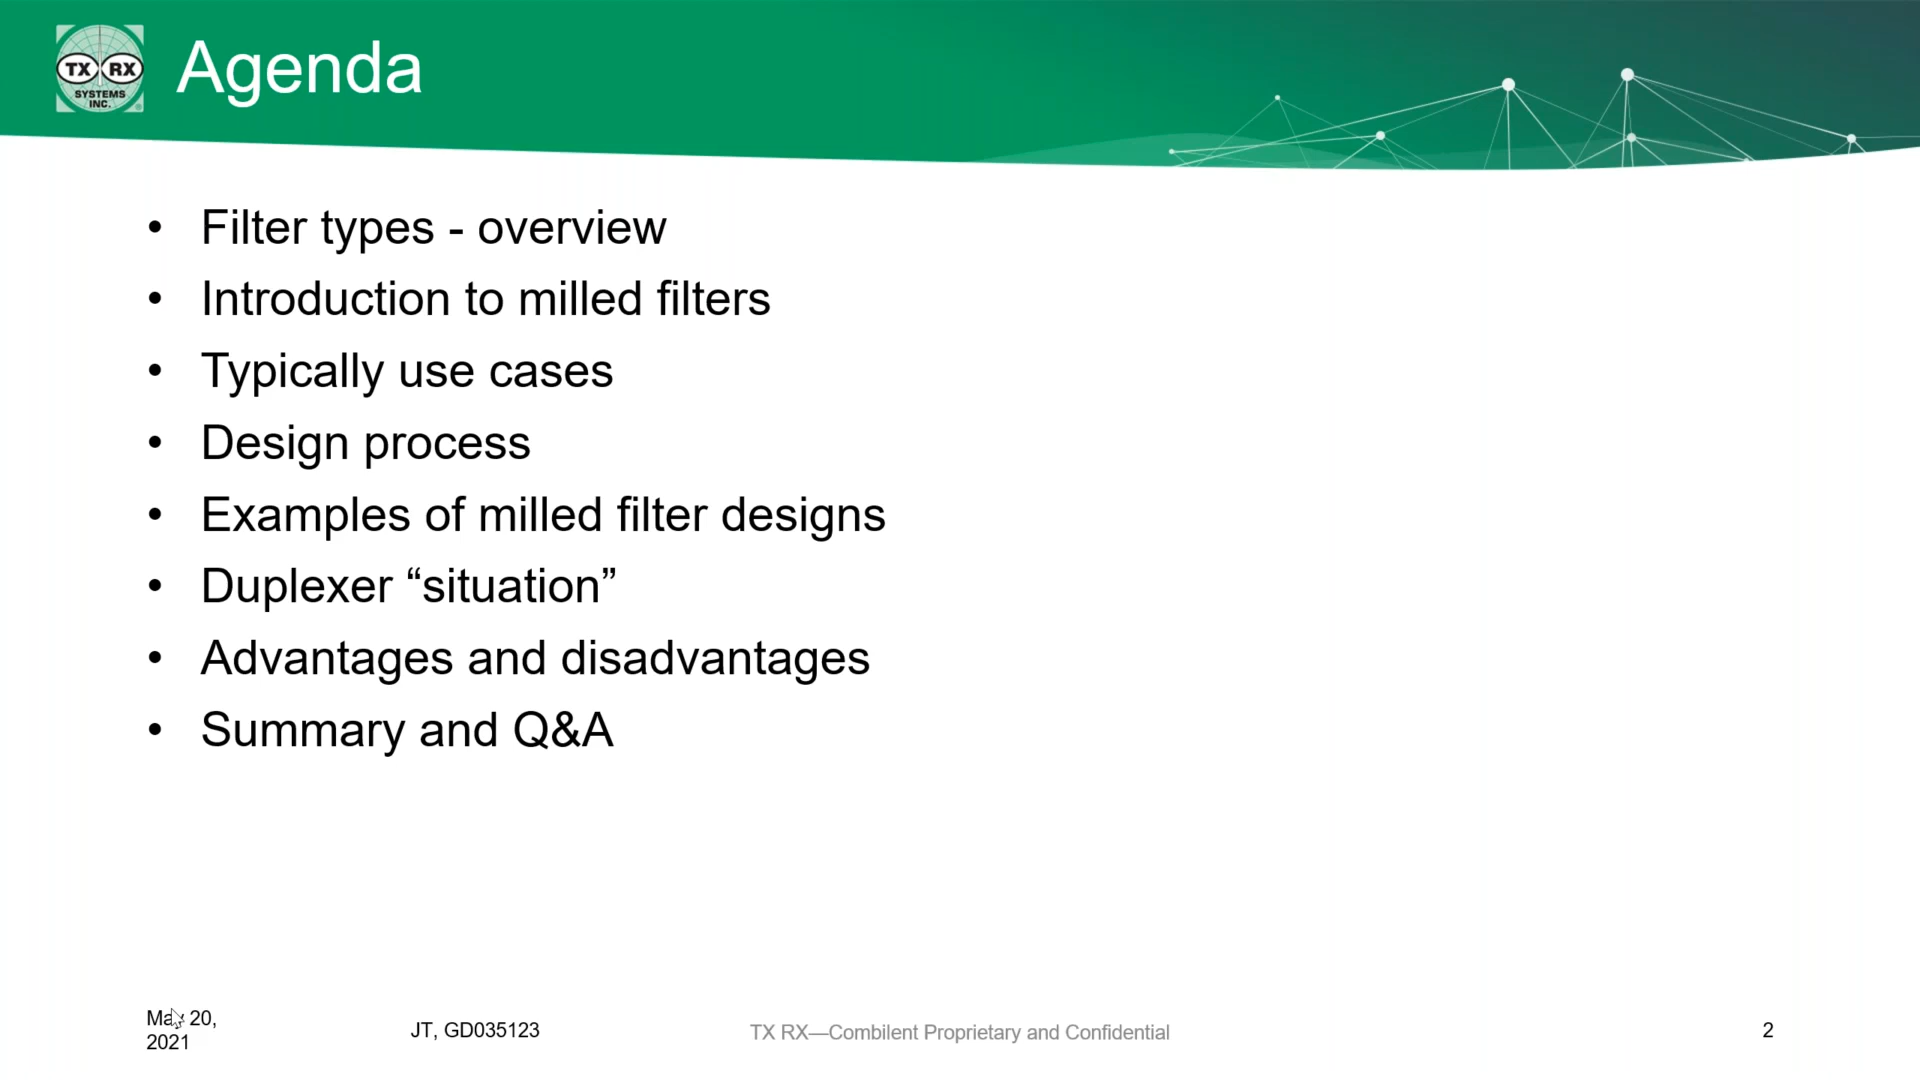 TX RX
SYSTEMS
INC.
Agenda
• Filter types - overview
• Introduction to milled filters
• Typically use cases
• Design process
• Examples of milled filter designs
• Duplexer “situation”
• Advantages and disadvantages
• Summary and Q&A
May 20,
2021
JT, GD035123
TX RX—Combilent Proprietary and Confidential
2